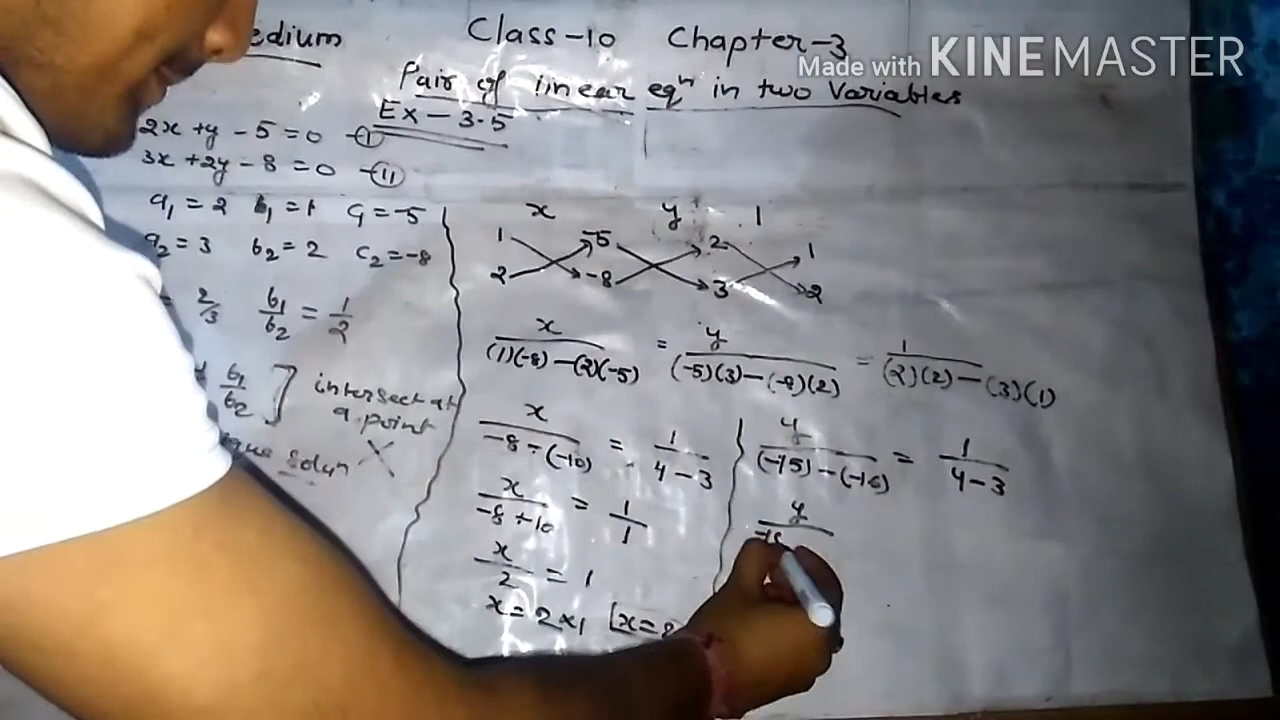 edium Class-10 Chapter-3
Made with KINEMASTER
Pair of linear eqⁿ in two variables
Ex-3.5
2x+y-5=0 -(I)
3x+2y-8=0 -(II)
a₁=2 b₁=1 C₁=-5
a₂=3 b₂=2 C₂=-8
= 2/3 b₁/b₂ = 1/2
b₁/b₂ ] intersect at
a point
que soluⁿ
x y 1
1 -5 2 1
2 -8 3 2
x/((1)(-8)-(2)(-5)) = y/((-5)(3)-(-8)(2)) = 1/((2)(2)-(3)(1))
x/(-8-(-10)) = 1/(4-3)
x/(-8+10) = 1/1
x/2 = 1
x=2×1 [x=2
y/((-15)-(-16)) = 1/(4-3)
y